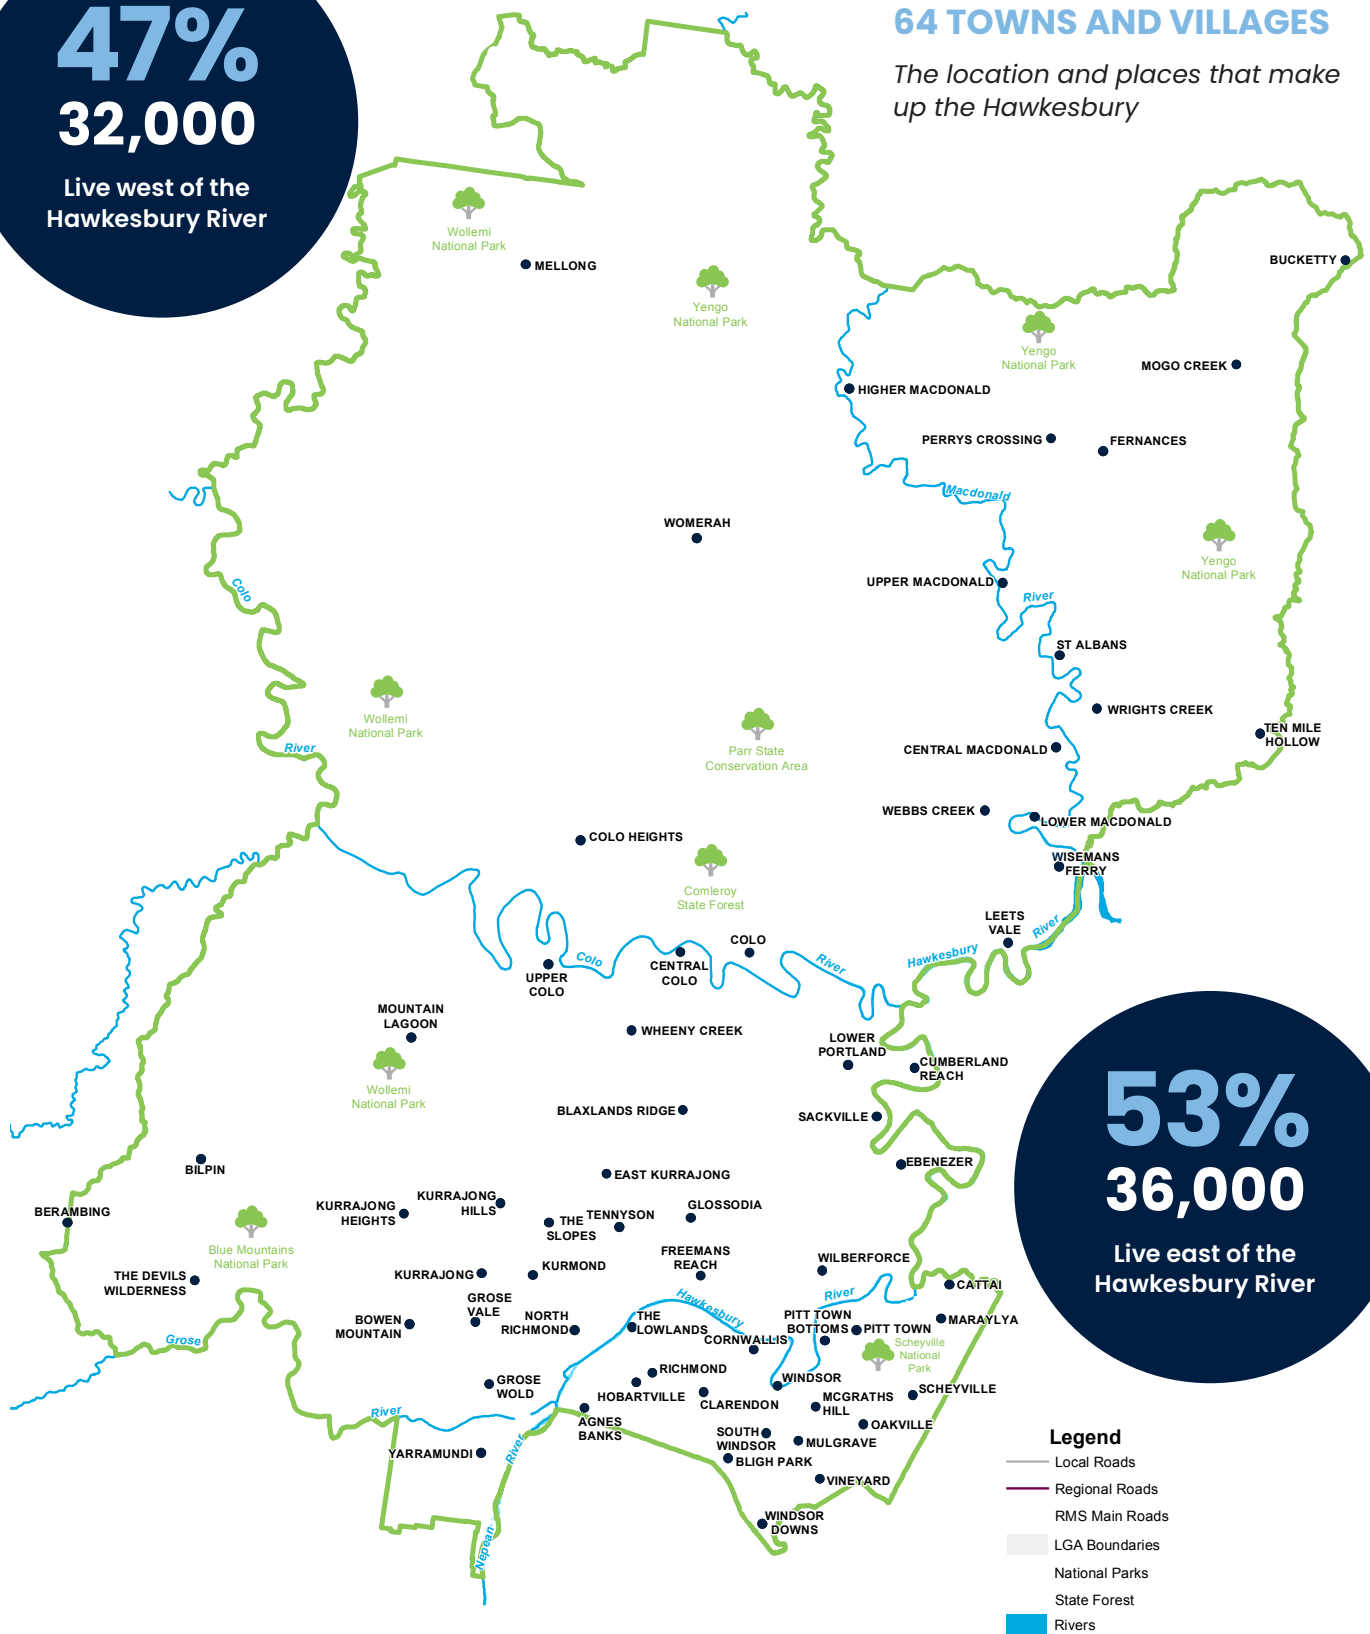 47%
32,000
Live west of the
Hawkesbury River
64 TOWNS AND VILLAGES
The location and places that make
up the Hawkesbury
Wollemi
National Park
MELLONG
Yengo
National Park
BUCKETTY
Yengo
National Park
MOGO CREEK
HIGHER MACDONALD
PERRYS CROSSING
FERNANCES
Macdonald
WOMERAH
Yengo
National Park
UPPER MACDONALD
Colo
River
ST ALBANS
Wollemi
National Park
WRIGHTS CREEK
River
Parr State
Conservation Area
CENTRAL MACDONALD
TEN MILE
HOLLOW
WEBBS CREEK
LOWER MACDONALD
COLO HEIGHTS
Comleroy
State Forest
WISEMANS
FERRY
LEETS
VALE
River
Hawkesbury
COLO
Colo
CENTRAL
COLO
River
UPPER
COLO
MOUNTAIN
LAGOON
WHEENY CREEK
LOWER
PORTLAND
CUMBERLAND
REACH
Wollemi
National Park
BLAXLANDS RIDGE
SACKVILLE
53%
36,000
Live east of the
Hawkesbury River
BILPIN
EBENEZER
EAST KURRAJONG
BERAMBING
KURRAJONG
HEIGHTS
KURRAJONG
HILLS
THE
SLOPES
TENNYSON
GLOSSODIA
Blue Mountains
National Park
FREEMANS
REACH
WILBERFORCE
THE DEVILS
WILDERNESS
KURRAJONG
KURMOND
CATTAI
River
GROSE
VALE
Hawkesbury
BOWEN
MOUNTAIN
NORTH
RICHMOND
THE
LOWLANDS
CORNWALLIS
PITT TOWN
BOTTOMS
PITT TOWN
MARAYLYA
Grose
Scheyville
National
Park
RICHMOND
GROSE
WOLD
HOBARTVILLE
CLARENDON
WINDSOR
MCGRATHS
HILL
SCHEYVILLE
River
AGNES
BANKS
OAKVILLE
SOUTH
WINDSOR
MULGRAVE
YARRAMUNDI
River
BLIGH PARK
VINEYARD
WINDSOR
DOWNS
Nepean
Legend
Local Roads
Regional Roads
RMS Main Roads
LGA Boundaries
National Parks
State Forest
Rivers